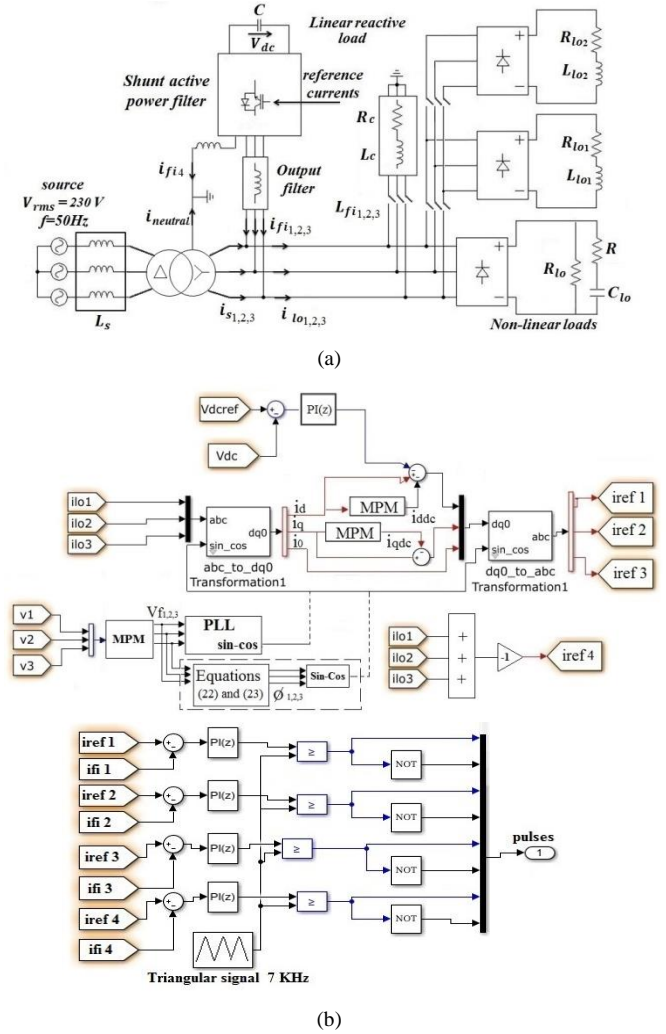 C
V_dc
Linear reactive load
Shunt active power filter
reference currents
R_c
L_c
R_lo2
L_lo2
R_lo1
L_lo1
i_fi4
Output filter
L_fi1,2,3
source
V_rms = 230 V
f=50Hz
i_neutral
i_fi1,2,3
Δ
L_s
i_s1,2,3
i_lo1,2,3
R_lo
R
C_lo
Non-linear loads
(a)
Vdcref
PI(z)
Vdc
ilo1
ilo2
ilo3
abc
sin_cos
dq0
abc_to_dq0
Transformation1
id
iq
i0
MPM
iddc
MPM
iqdc
dq0
abc
sin_cos
dq0_to_abc
Transformation1
iref 1
iref 2
iref 3
v1
v2
v3
MPM
Vf1,2,3
PLL
sin-cos
Equations
(22) and (23)
Ø1,2,3
Sin-Cos
ilo1
ilo2
ilo3
+
+
+
-1
iref 4
iref 1
ifi 1
PI(z)
≥
NOT
iref 2
ifi 2
PI(z)
≥
NOT
iref 3
ifi 3
PI(z)
≥
NOT
iref 4
ifi 4
PI(z)
≥
NOT
pulses
1
Triangular signal 7 KHz
(b)